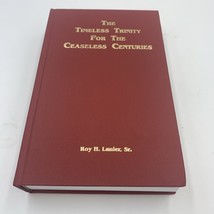 The
Timeless Trinity
For The
Ceaseless Centuries
Roy H. Lanier, Sr.